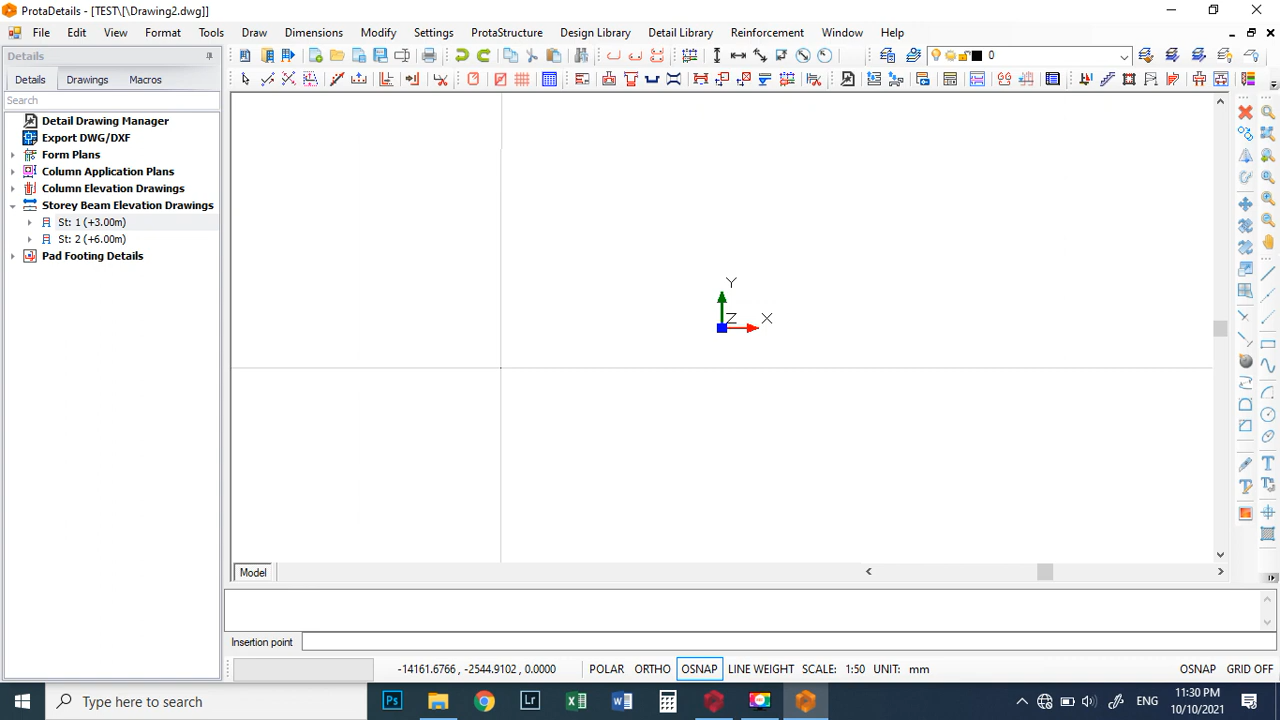 ProtaDetails - [TEST\[\Drawing2.dwg]]
File Edit View Format Tools Draw Dimensions Modify Settings ProtaStructure Design Library Detail Library Reinforcement Window Help
Details
0
Details Drawings Macros
Search
Detail Drawing Manager
Export DWG/DXF
Form Plans
Column Application Plans
Column Elevation Drawings
Storey Beam Elevation Drawings
St: 1 (+3.00m)
St: 2 (+6.00m)
Pad Footing Details
Y
Z X
Model
Insertion point
-14161.6766 , -2544.9102 , 0.0000 POLAR ORTHO OSNAP LINE WEIGHT SCALE: 1:50 UNIT: mm OSNAP GRID OFF
Type here to search
Ps
Lr
ENG
11:30 PM
10/10/2021